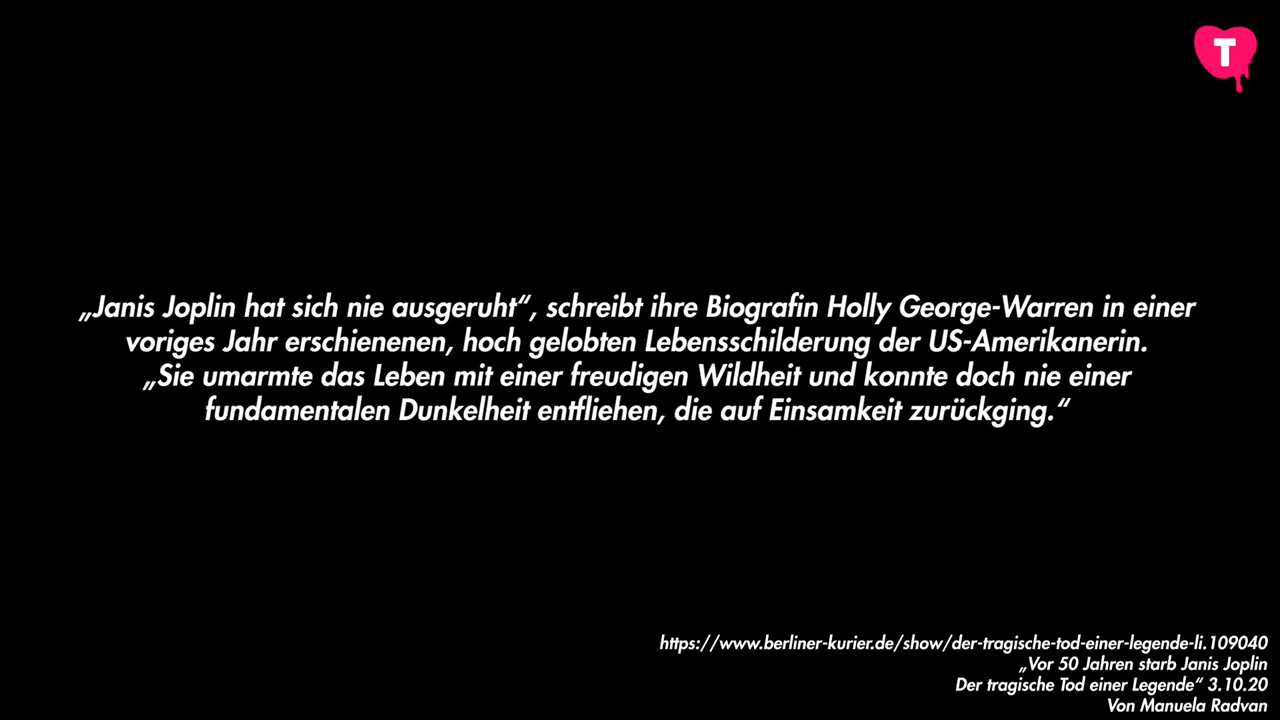 T
„Janis Joplin hat sich nie ausgeruht“, schreibt ihre Biografin Holly George-Warren in einer
voriges Jahr erschienenen, hoch gelobten Lebensschilderung der US-Amerikanerin.
„Sie umarmte das Leben mit einer freudigen Wildheit und konnte doch nie einer
fundamentalen Dunkelheit entfliehen, die auf Einsamkeit zurückging.“
https://www.berliner-kurier.de/show/der-tragische-tod-einer-legende-li.109040
„Vor 50 Jahren starb Janis Joplin
Der tragische Tod einer Legende“ 3.10.20
Von Manuela Radvan